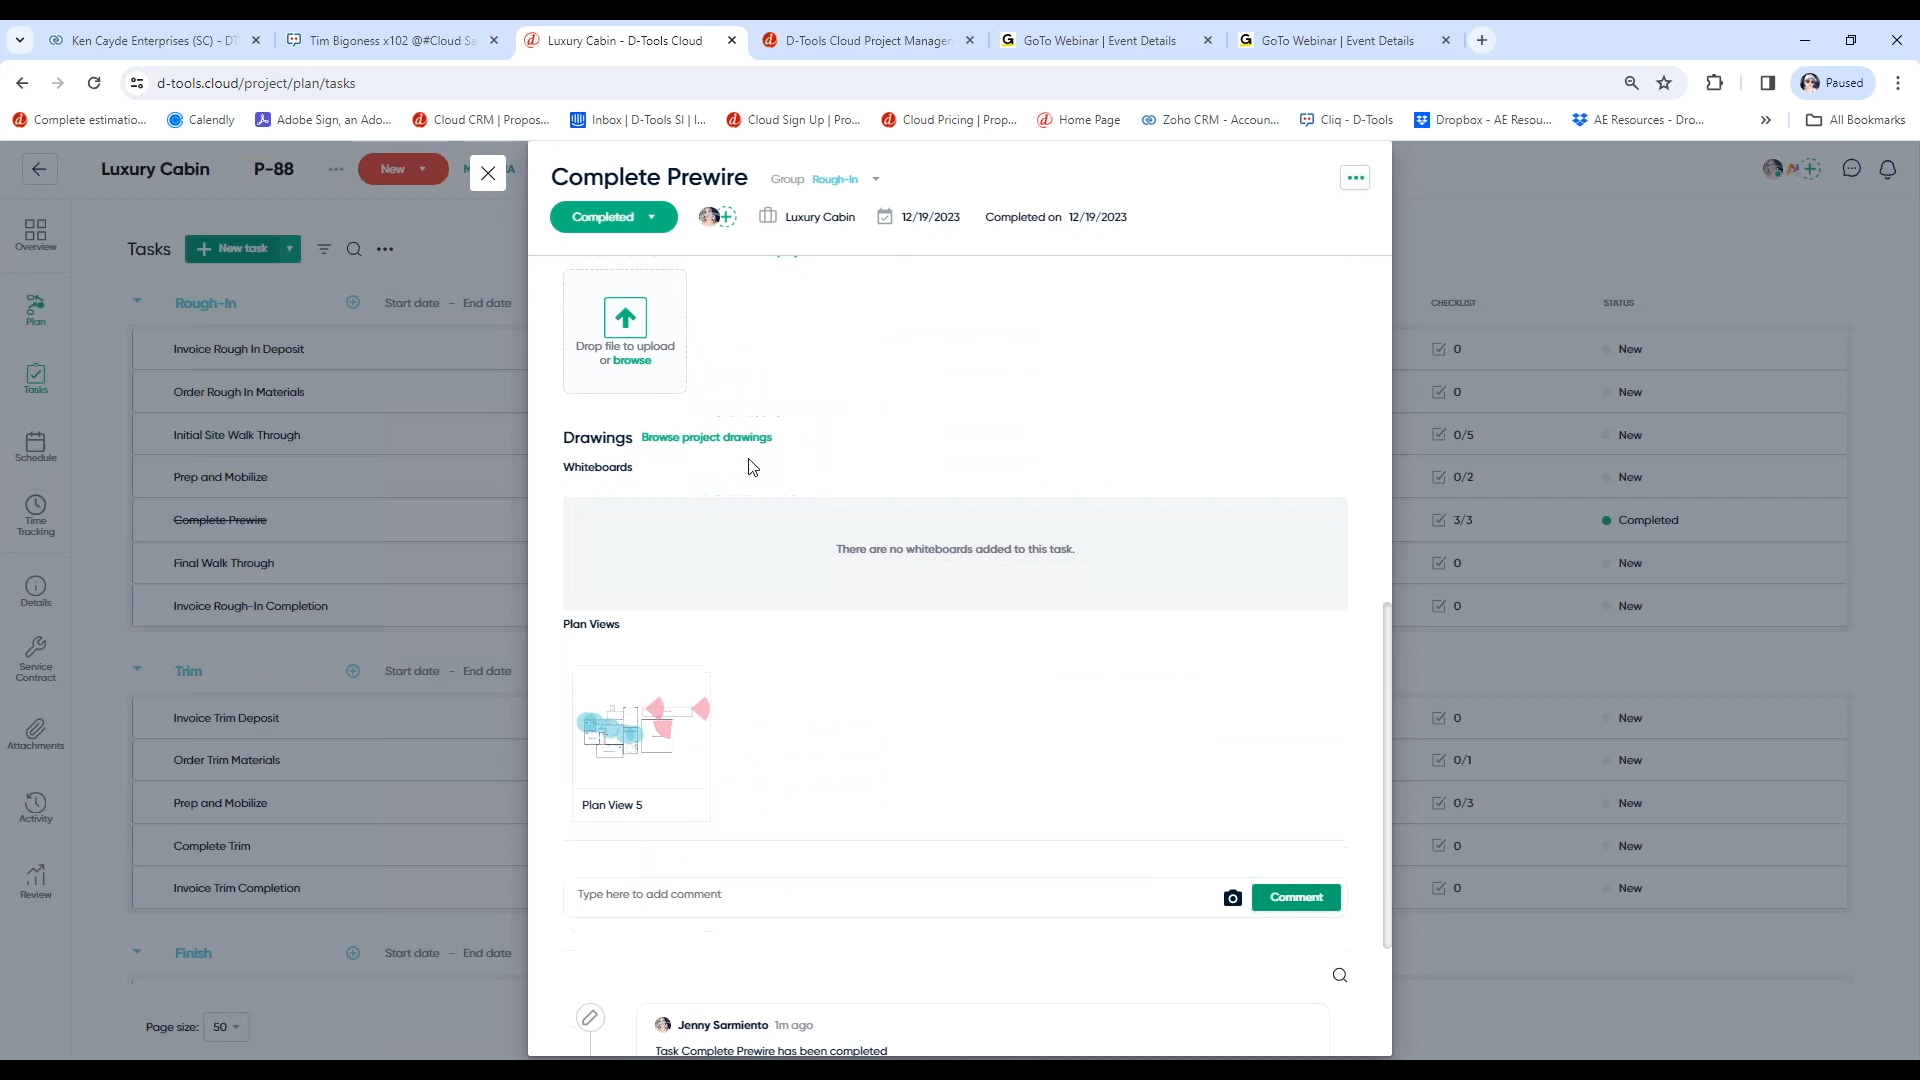 Ken Cayde Enterprises (SC) - DT
Tim Bigoness x102 @#Cloud Sa
Luxury Cabin - D-Tools Cloud
D-Tools Cloud Project Managem
GoTo Webinar | Event Details
GoTo Webinar | Event Details
d-tools.cloud/project/plan/tasks
Paused
Complete estimatio...
Calendly
Adobe Sign, an Ado...
Cloud CRM | Propos...
Inbox | D-Tools SI | I...
Cloud Sign Up | Pro...
Cloud Pricing | Prop...
Home Page
Zoho CRM - Accoun...
Cliq - D-Tools
Dropbox - AE Resou...
AE Resources - Dro...
All Bookmarks
Luxury Cabin
P-88
New
Overview
Plan
Tasks
Schedule
Time
Tracking
Details
Service
Contract
Attachments
Activity
Review
Tasks
New task
Rough-In
Start date - End date
CHECKLIST
STATUS
Invoice Rough In Deposit
0
New
Order Rough In Materials
0
New
Initial Site Walk Through
0/5
New
Prep and Mobilize
0/2
New
Complete Prewire
3/3
Completed
Final Walk Through
0
New
Invoice Rough-In Completion
0
New
Trim
Start date - End date
Invoice Trim Deposit
0
New
Order Trim Materials
0/1
New
Prep and Mobilize
0/3
New
Complete Trim
0
New
Invoice Trim Completion
0
New
Finish
Start date - End date
Page size: 50
Complete Prewire
Group Rough-In
Completed
Luxury Cabin
12/19/2023
Completed on 12/19/2023
Drop file to upload
or browse
Drawings Browse project drawings
Whiteboards
There are no whiteboards added to this task.
Plan Views
Plan View 5
Type here to add comment
Comment
Jenny Sarmiento 1m ago
Task Complete Prewire has been completed